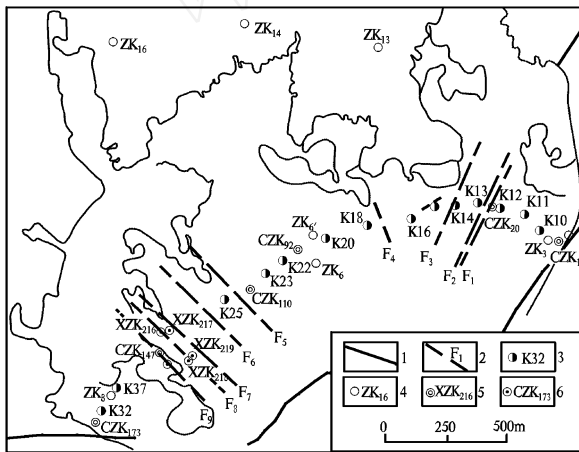 ZK16
ZK14
ZK13
K13
K12
K11
K18
K14
CZK20
K10
ZK6′
K16
CZK92
K20
F4
F3
ZK3
CZK1
K22
ZK6
F2
F1
K23
CZK110
K25
F5
XZK216
XZK217
F6
XZK219
CZK147
XZK218
F7
F8
K37
ZK8
F9
K32
CZK173
1
F1
2
K32
3
ZK16
4
XZK216
5
CZK173
6
0 250 500m